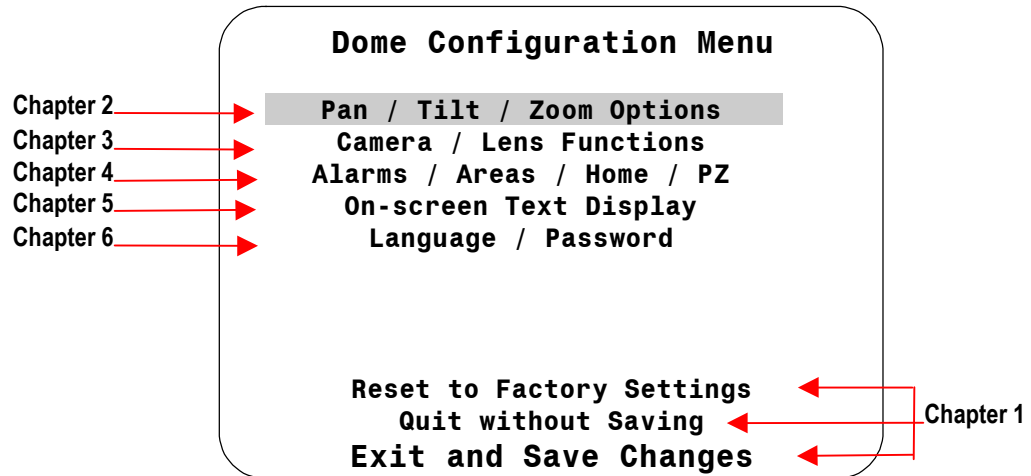 Dome Configuration Menu
Chapter 2 Pan / Tilt / Zoom Options
Chapter 3 Camera / Lens Functions
Chapter 4 Alarms / Areas / Home / PZ
Chapter 5 On-screen Text Display
Chapter 6 Language / Password
Reset to Factory Settings
Quit without Saving Chapter 1
Exit and Save Changes